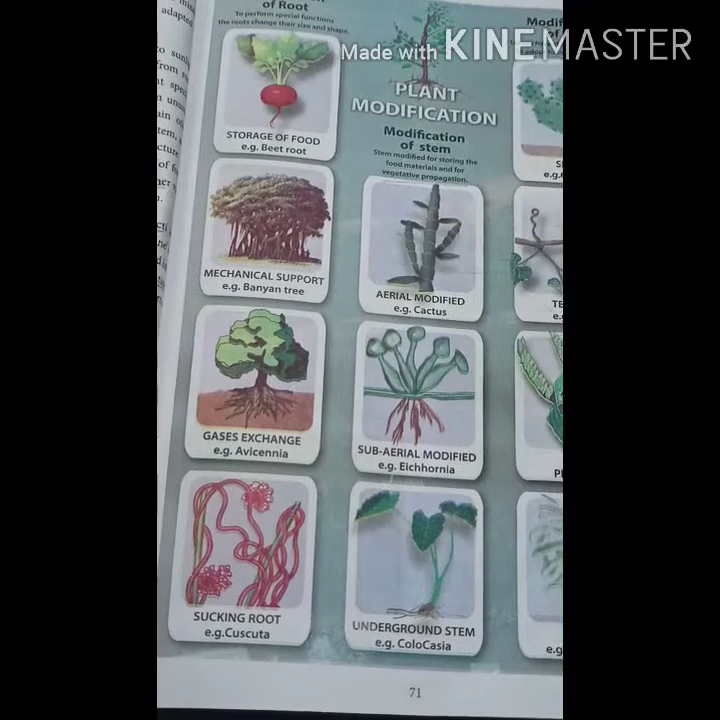 of Root
To perform special functions
the roots change their size and shape.
Made with KINEMASTER
STORAGE OF FOOD
e.g. Beet root
MECHANICAL SUPPORT
e.g. Banyan tree
GASES EXCHANGE
e.g. Avicennia
SUCKING ROOT
e.g.Cuscuta
PLANT
MODIFICATION
Modification
of stem
Stem modified for storing the
food materials and for
vegetative propagation.
AERIAL MODIFIED
e.g. Cactus
SUB-AERIAL MODIFIED
e.g. Eichhornia
UNDERGROUND STEM
e.g. ColoCasia
adapted
71